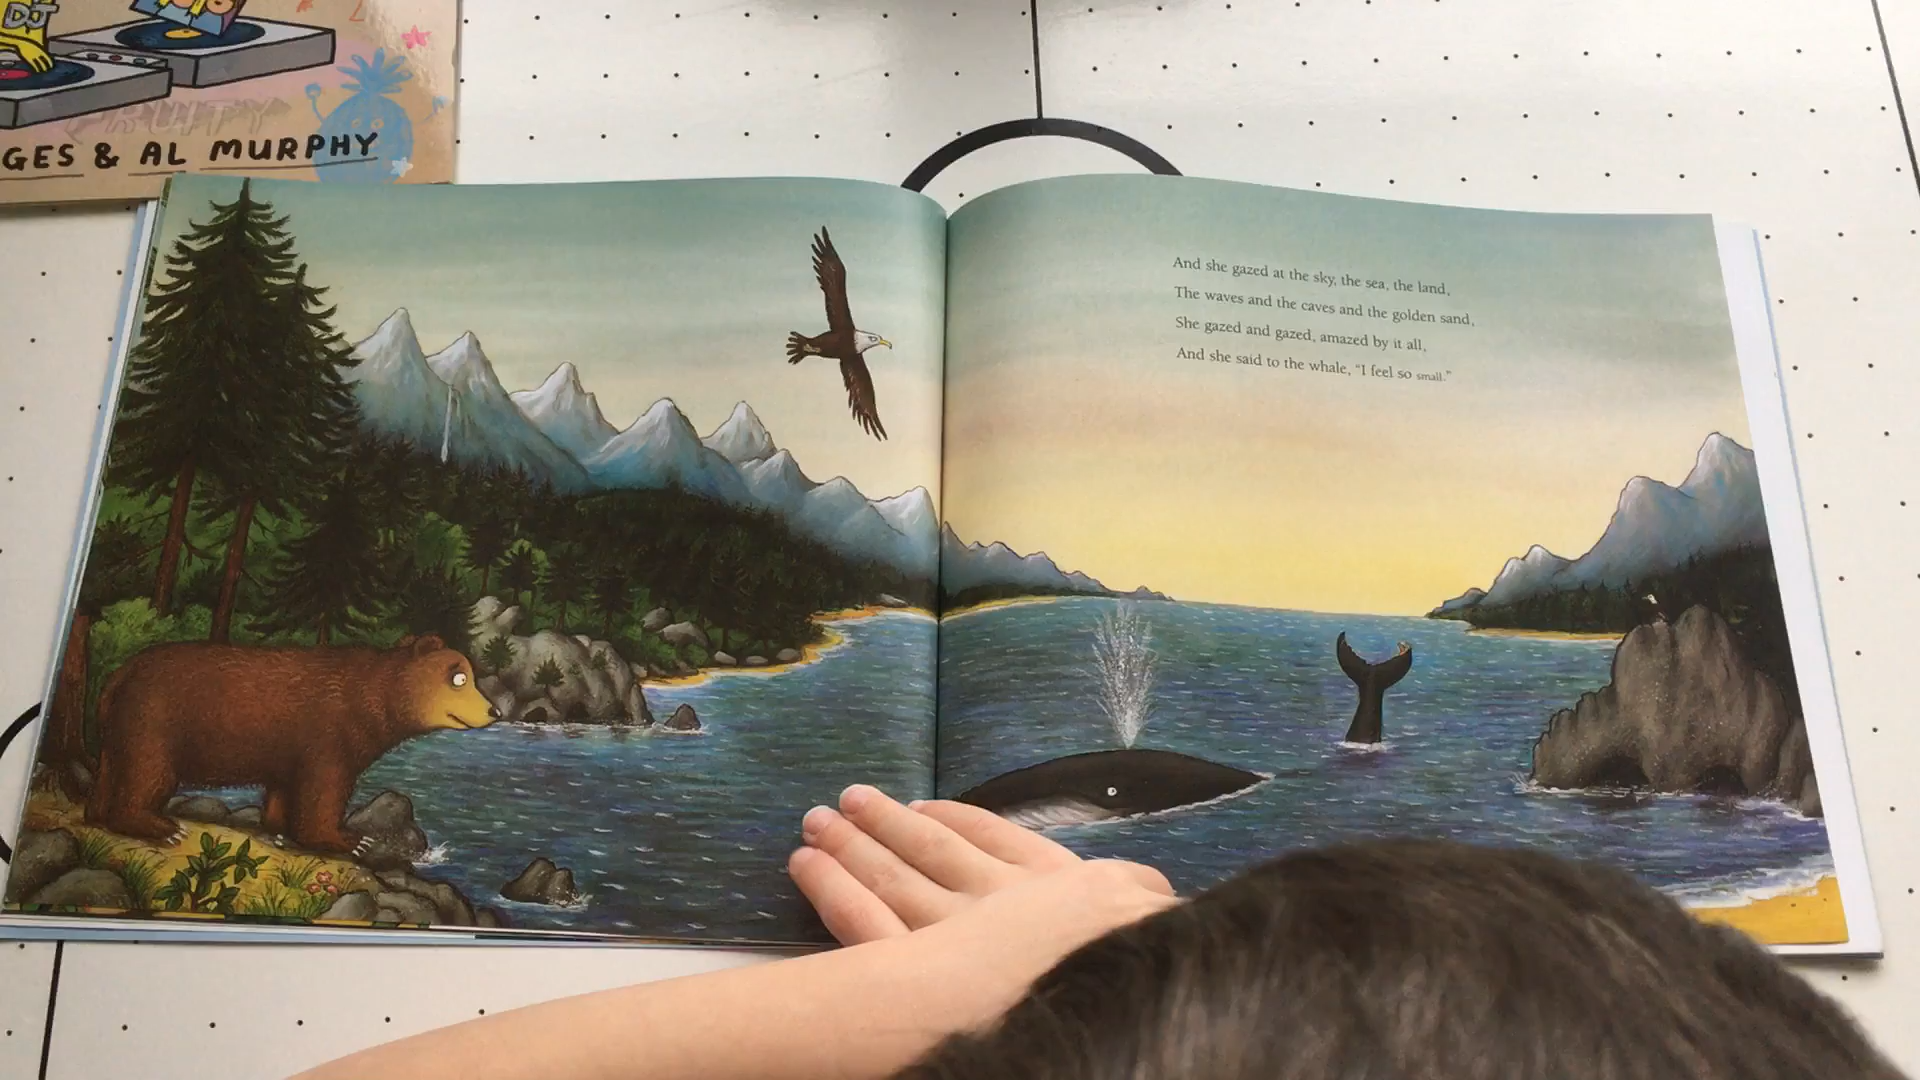 DJ
FRUITY
GES & AL MURPHY
And she gazed at the sky, the sea, the land,
The waves and the caves and the golden sand,
She gazed and gazed, amazed by it all,
And she said to the whale, “I feel so small.”